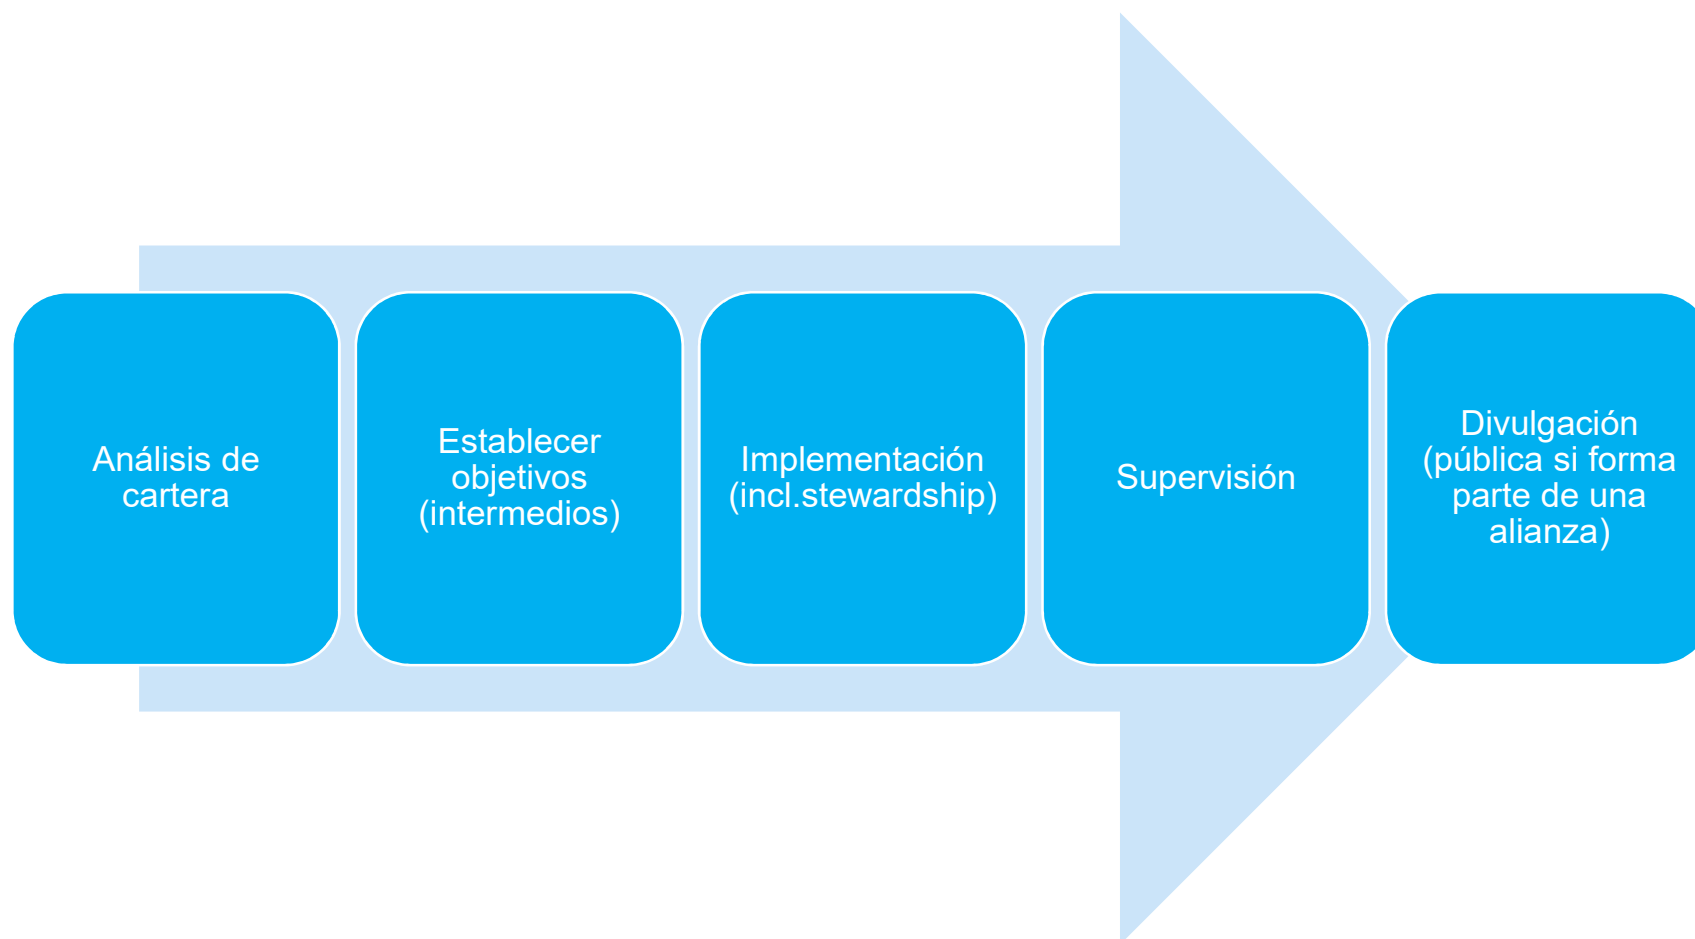 Análisis de
cartera
Establecer
objetivos
(intermedios)
Implementación
(incl.stewardship)
Supervisión
Divulgación
(pública si forma
parte de una
alianza)